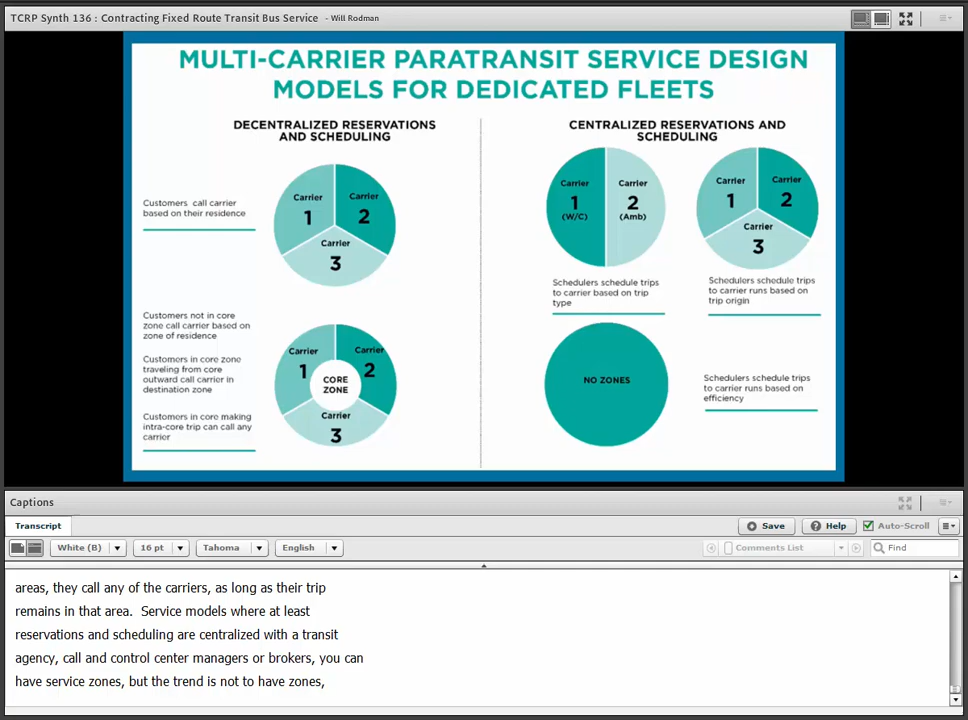 TCRP Synth 136 : Contracting Fixed Route Transit Bus Service - Will Rodman
MULTI-CARRIER PARATRANSIT SERVICE DESIGN
MODELS FOR DEDICATED FLEETS
DECENTRALIZED RESERVATIONS
AND SCHEDULING
Customers call carrier
based on their residence
Carrier
1
Carrier
2
Carrier
3
Customers not in core
zone call carrier based on
zone of residence
Customers in core zone
traveling from core
outward call carrier in
destination zone
Customers in core making
intra-core trip can call any
carrier
Carrier
1
Carrier
2
CORE
ZONE
Carrier
3
CENTRALIZED RESERVATIONS AND
SCHEDULING
Carrier
1
(W/C)
Carrier
2
(Amb)
Schedulers schedule trips
to carrier based on trip
type
Carrier
1
Carrier
2
Carrier
3
Schedulers schedule trips
to carrier runs based on
trip origin
NO ZONES
Schedulers schedule trips
to carrier runs based on
efficiency
Captions
Transcript
Save
Help
Auto-Scroll
White (B)
16 pt
Tahoma
English
Comments List
Find
areas, they call any of the carriers, as long as their trip
remains in that area.  Service models where at least
reservations and scheduling are centralized with a transit
agency, call and control center managers or brokers, you can
have service zones, but the trend is not to have zones,